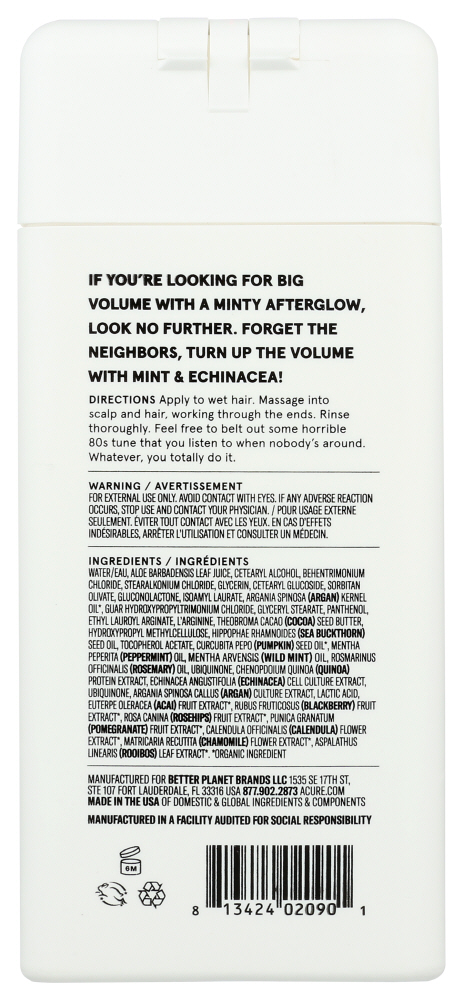 IF YOU'RE LOOKING FOR BIG
VOLUME WITH A MINTY AFTERGLOW,
LOOK NO FURTHER. FORGET THE
NEIGHBORS, TURN UP THE VOLUME
WITH MINT & ECHINACEA!
DIRECTIONS Apply to wet hair. Massage into
scalp and hair, working through the ends. Rinse
thoroughly. Feel free to belt out some horrible
80s tune that you listen to when nobody's around.
Whatever, you totally do it.
WARNING / AVERTISSEMENT
FOR EXTERNAL USE ONLY. AVOID CONTACT WITH EYES. IF ANY ADVERSE REACTION
OCCURS, STOP USE AND CONTACT YOUR PHYSICIAN. / POUR USAGE EXTERNE
SEULEMENT. ÉVITER TOUT CONTACT AVEC LES YEUX. EN CAS D'EFFETS
INDÉSIRABLES, ARRÊTER L'UTILISATION ET CONSULTER UN MÉDECIN.
INGREDIENTS / INGRÉDIENTS
WATER/EAU, ALOE BARBADENSIS LEAF JUICE, CETEARYL ALCOHOL, BEHENTRIMONIUM
CHLORIDE, STEARALKONIUM CHLORIDE, GLYCERIN, CETEARYL GLUCOSIDE, SORBITAN
OLIVATE, GLUCONOLACTONE, ISOAMYL LAURATE, ARGANIA SPINOSA (ARGAN) KERNEL
OIL*, GUAR HYDROXYPROPYLTRIMONIUM CHLORIDE, GLYCERYL STEARATE, PANTHENOL,
ETHYL LAUROYL ARGINATE, L'ARGININE, THEOBROMA CACAO (COCOA) SEED BUTTER,
HYDROXYPROPYL METHYLCELLULOSE, HIPPOPHAE RHAMNOIDES (SEA BUCKTHORN)
SEED OIL, TOCOPHEROL ACETATE, CURCUBITA PEPO (PUMPKIN) SEED OIL*, MENTHA
PEPERITA (PEPPERMINT) OIL, MENTHA ARVENSIS (WILD MINT) OIL, ROSMARINUS
OFFICINALIS (ROSEMARY) OIL, UBIQUINONE, CHENOPODIUM QUINOA (QUINOA)
PROTEIN EXTRACT, ECHINACEA ANGUSTIFOLIA (ECHINACEA) CELL CULTURE EXTRACT,
UBIQUINONE, ARGANIA SPINOSA CALLUS (ARGAN) CULTURE EXTRACT, LACTIC ACID,
EUTERPE OLERACEA (ACAI) FRUIT EXTRACT*, RUBUS FRUTICOSUS (BLACKBERRY) FRUIT
EXTRACT*, ROSA CANINA (ROSEHIPS) FRUIT EXTRACT*, PUNICA GRANATUM
(POMEGRANATE) FRUIT EXTRACT*, CALENDULA OFFICINALIS (CALENDULA) FLOWER
EXTRACT*, MATRICARIA RECUTITA (CHAMOMILE) FLOWER EXTRACT*, ASPALATHUS
LINEARIS (ROOIBOS) LEAF EXTRACT*. *ORGANIC INGREDIENT
MANUFACTURED FOR BETTER PLANET BRANDS LLC 1535 SE 17TH ST,
STE 107 FORT LAUDERDALE, FL 33316 USA 877.902.2873 ACURE.COM
MADE IN THE USA OF DOMESTIC & GLOBAL INGREDIENTS & COMPONENTS
MANUFACTURED IN A FACILITY AUDITED FOR SOCIAL RESPONSIBILITY
6M
8 13424 02090 1